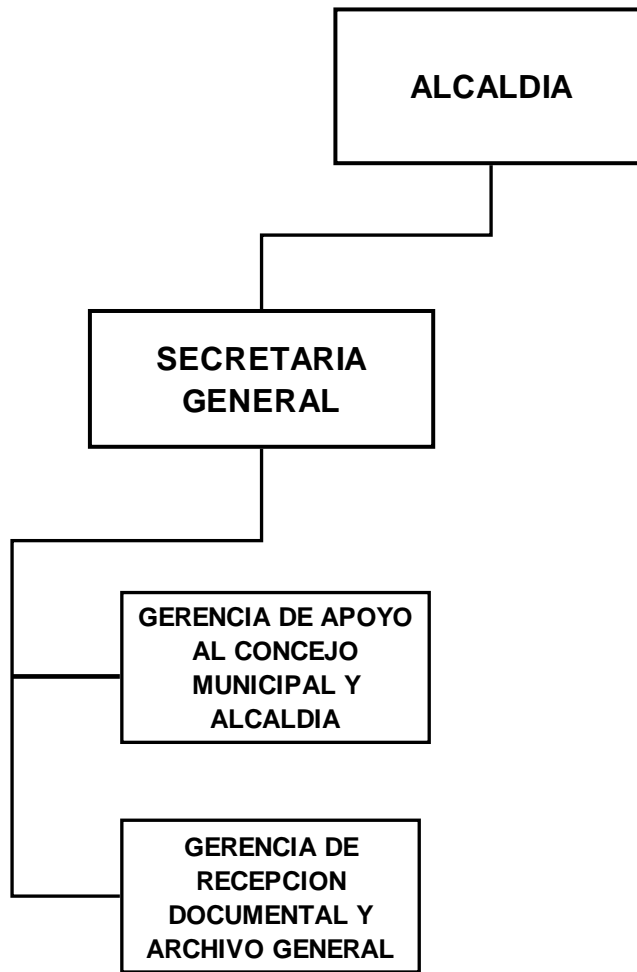 ALCALDIA
SECRETARIA
GENERAL
GERENCIA DE APOYO
AL CONCEJO
MUNICIPAL Y
ALCALDIA
GERENCIA DE
RECEPCION
DOCUMENTAL Y
ARCHIVO GENERAL